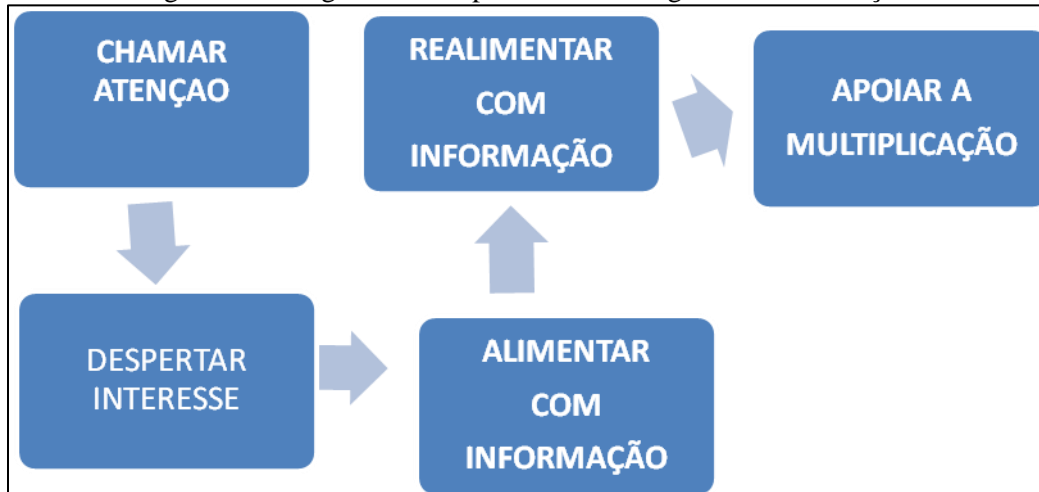 CHAMAR
ATENÇAO
DESPERTAR
INTERESSE
ALIMENTAR
COM
INFORMAÇÃO
REALIMENTAR
COM
INFORMAÇÃO
APOIAR A
MULTIPLICAÇÃO